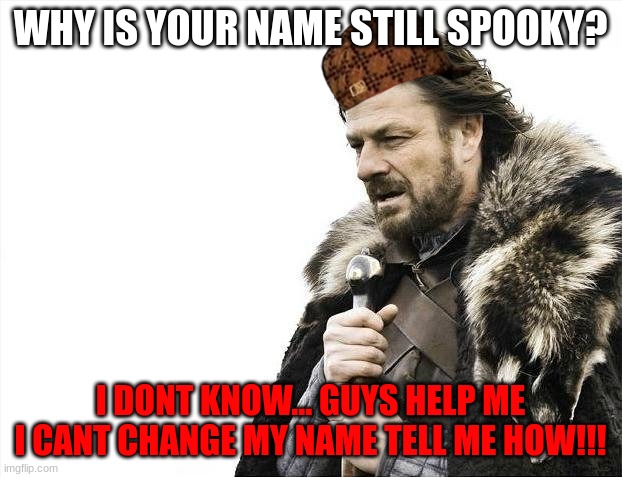 WHY IS YOUR NAME STILL SPOOKY?
I DONT KNOW... GUYS HELP ME
I CANT CHANGE MY NAME TELL ME HOW!!!
imgflip.com